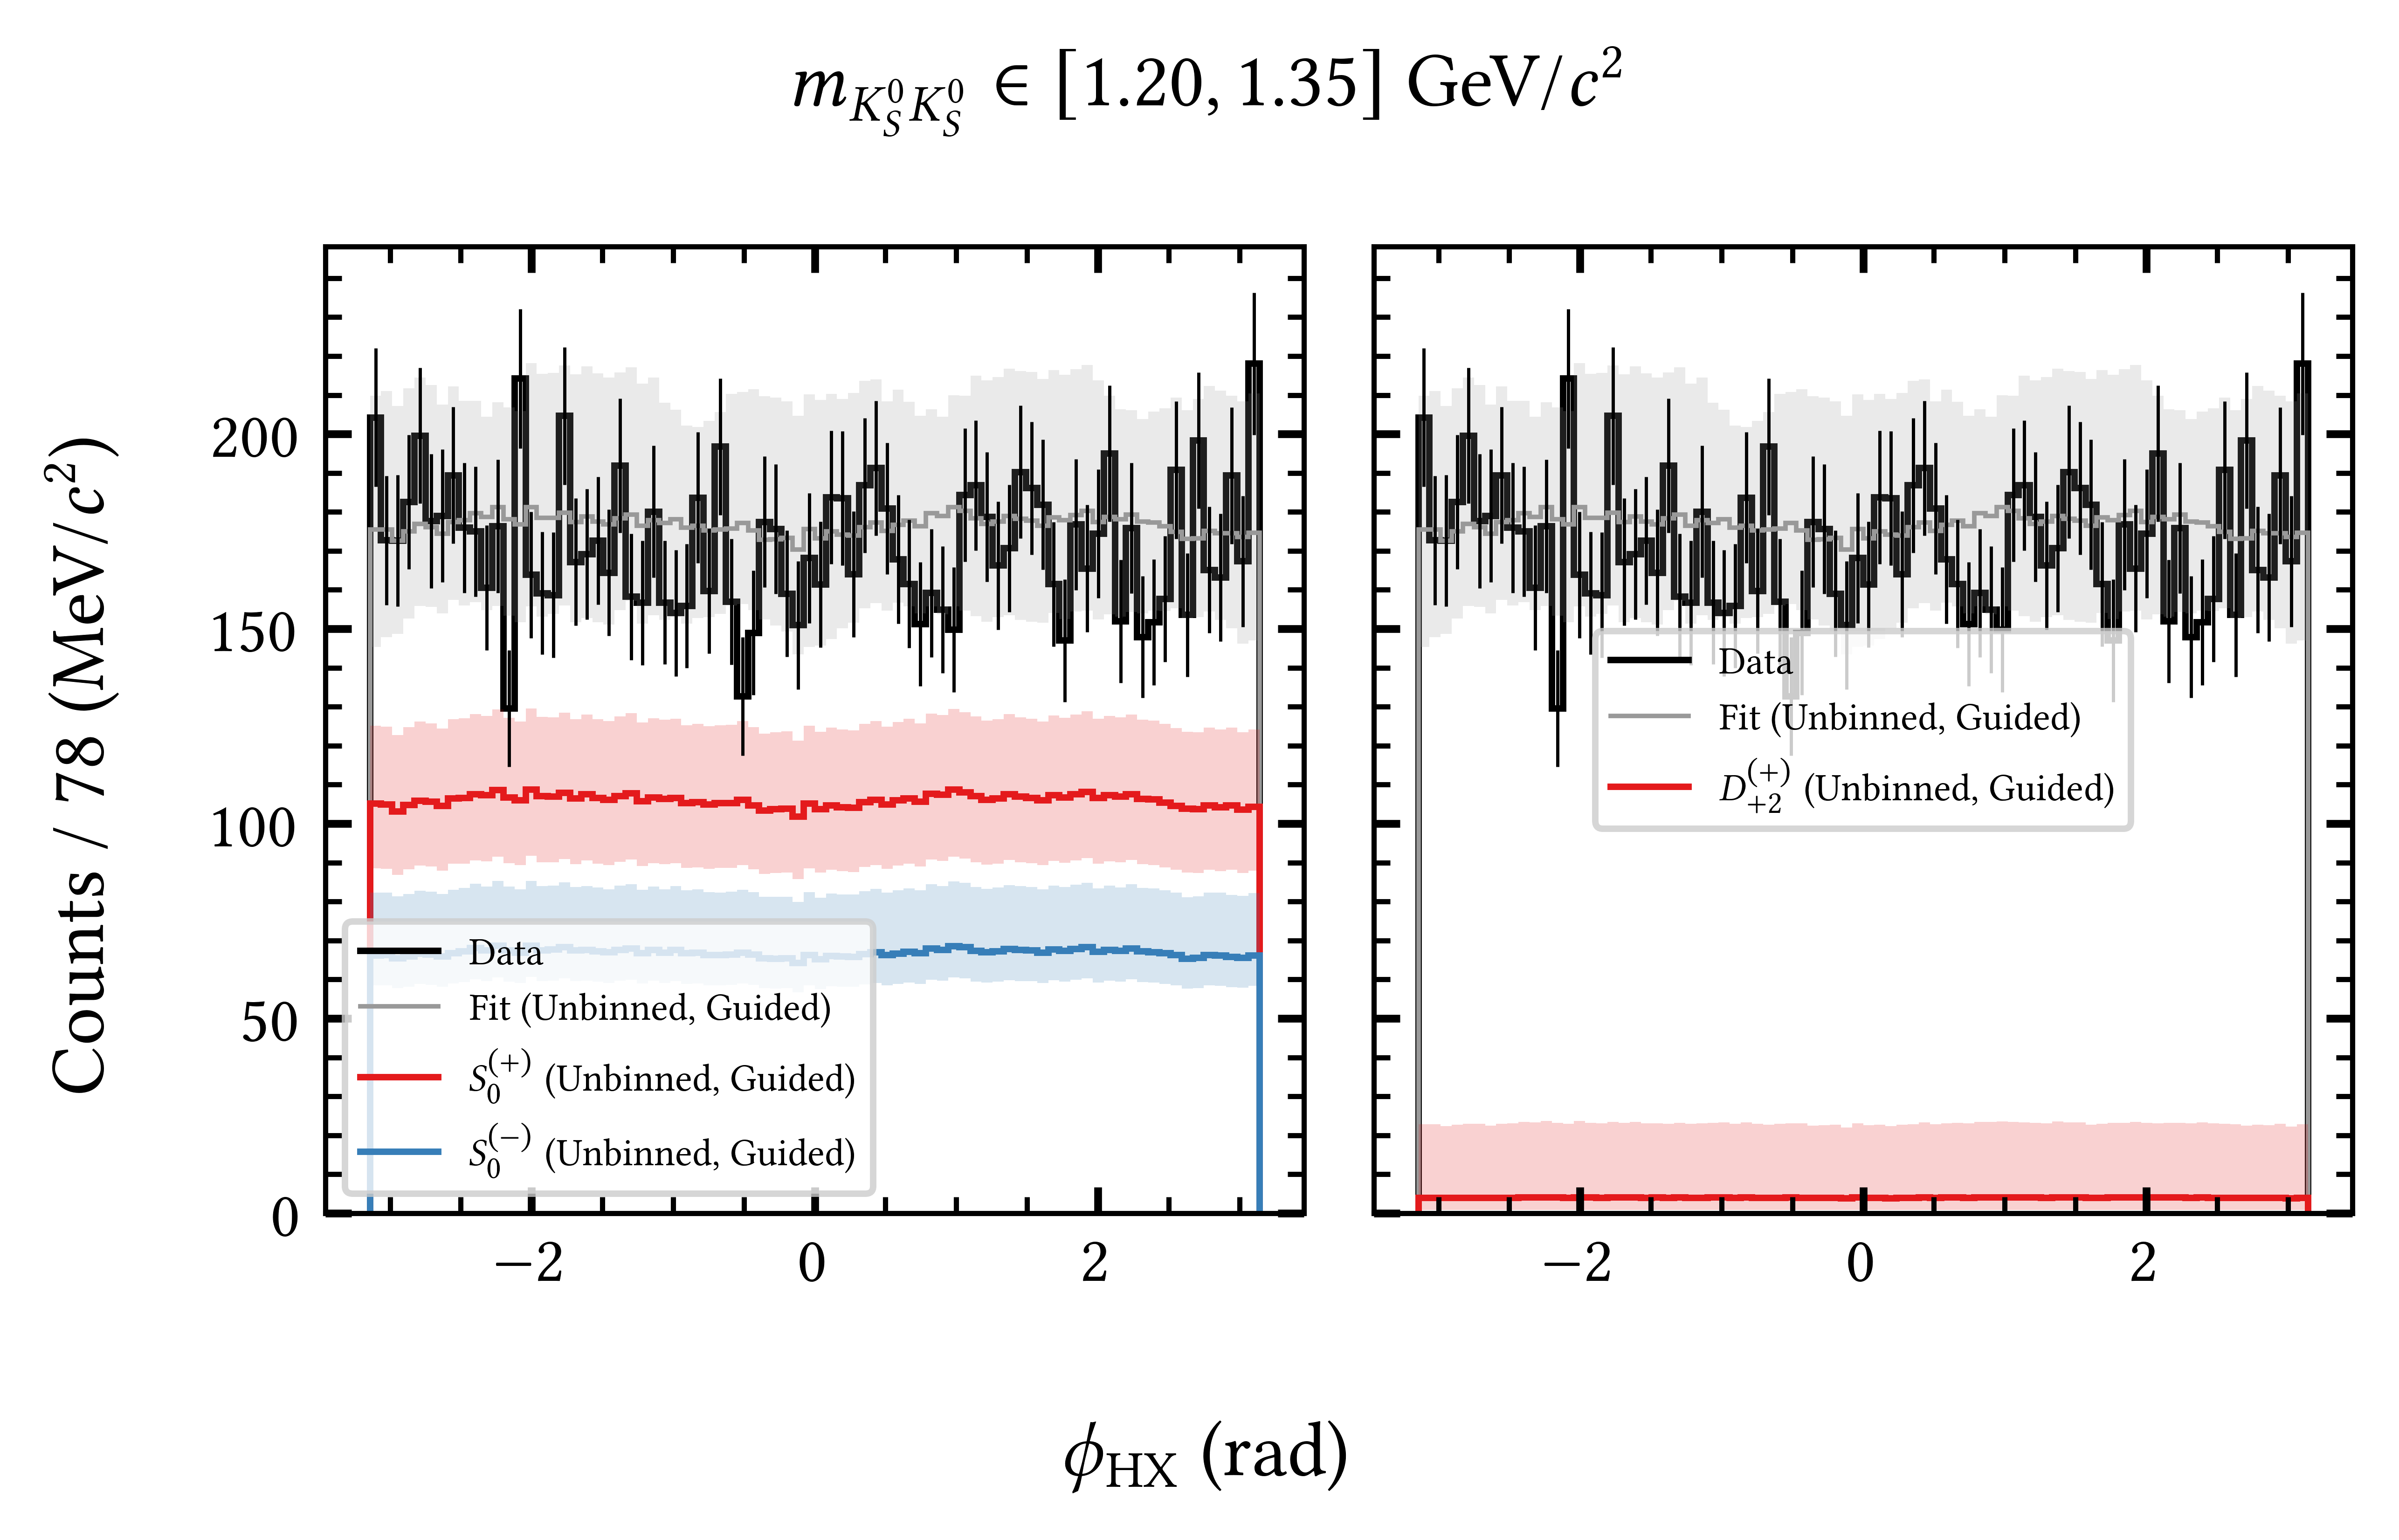 m_{K_S^0 K_S^0} ∈ [1.20, 1.35] GeV/c²
Counts / 78 (MeV/c²)
200
150
100
50
0
Data
Fit (Unbinned, Guided)
S_0^{(+)} (Unbinned, Guided)
S_0^{(−)} (Unbinned, Guided)
Data
Fit (Unbinned, Guided)
D_{+2}^{(+)} (Unbinned, Guided)
−2 0 2
−2 0 2
ϕ_{HX} (rad)